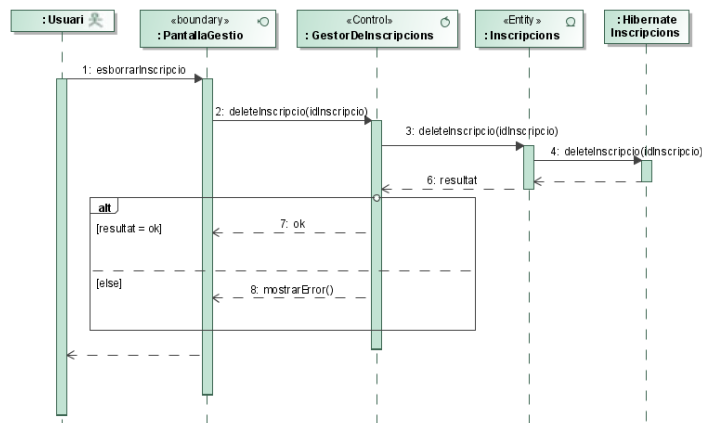 : Usuari
«boundary»
: PantallaGestio
«Control»
: GestorDeInscripcions
«Entity»
: Inscripcions
: Hibernate
Inscripcions
1: esborrarInscripcio
2: deleteInscripcio(idInscripcio)
3: deleteInscripcio(idInscripcio)
4: deleteInscripcio(idInscripcio)
6: resultat
alt
[resultat = ok]
7: ok
[else]
8: mostrarError()